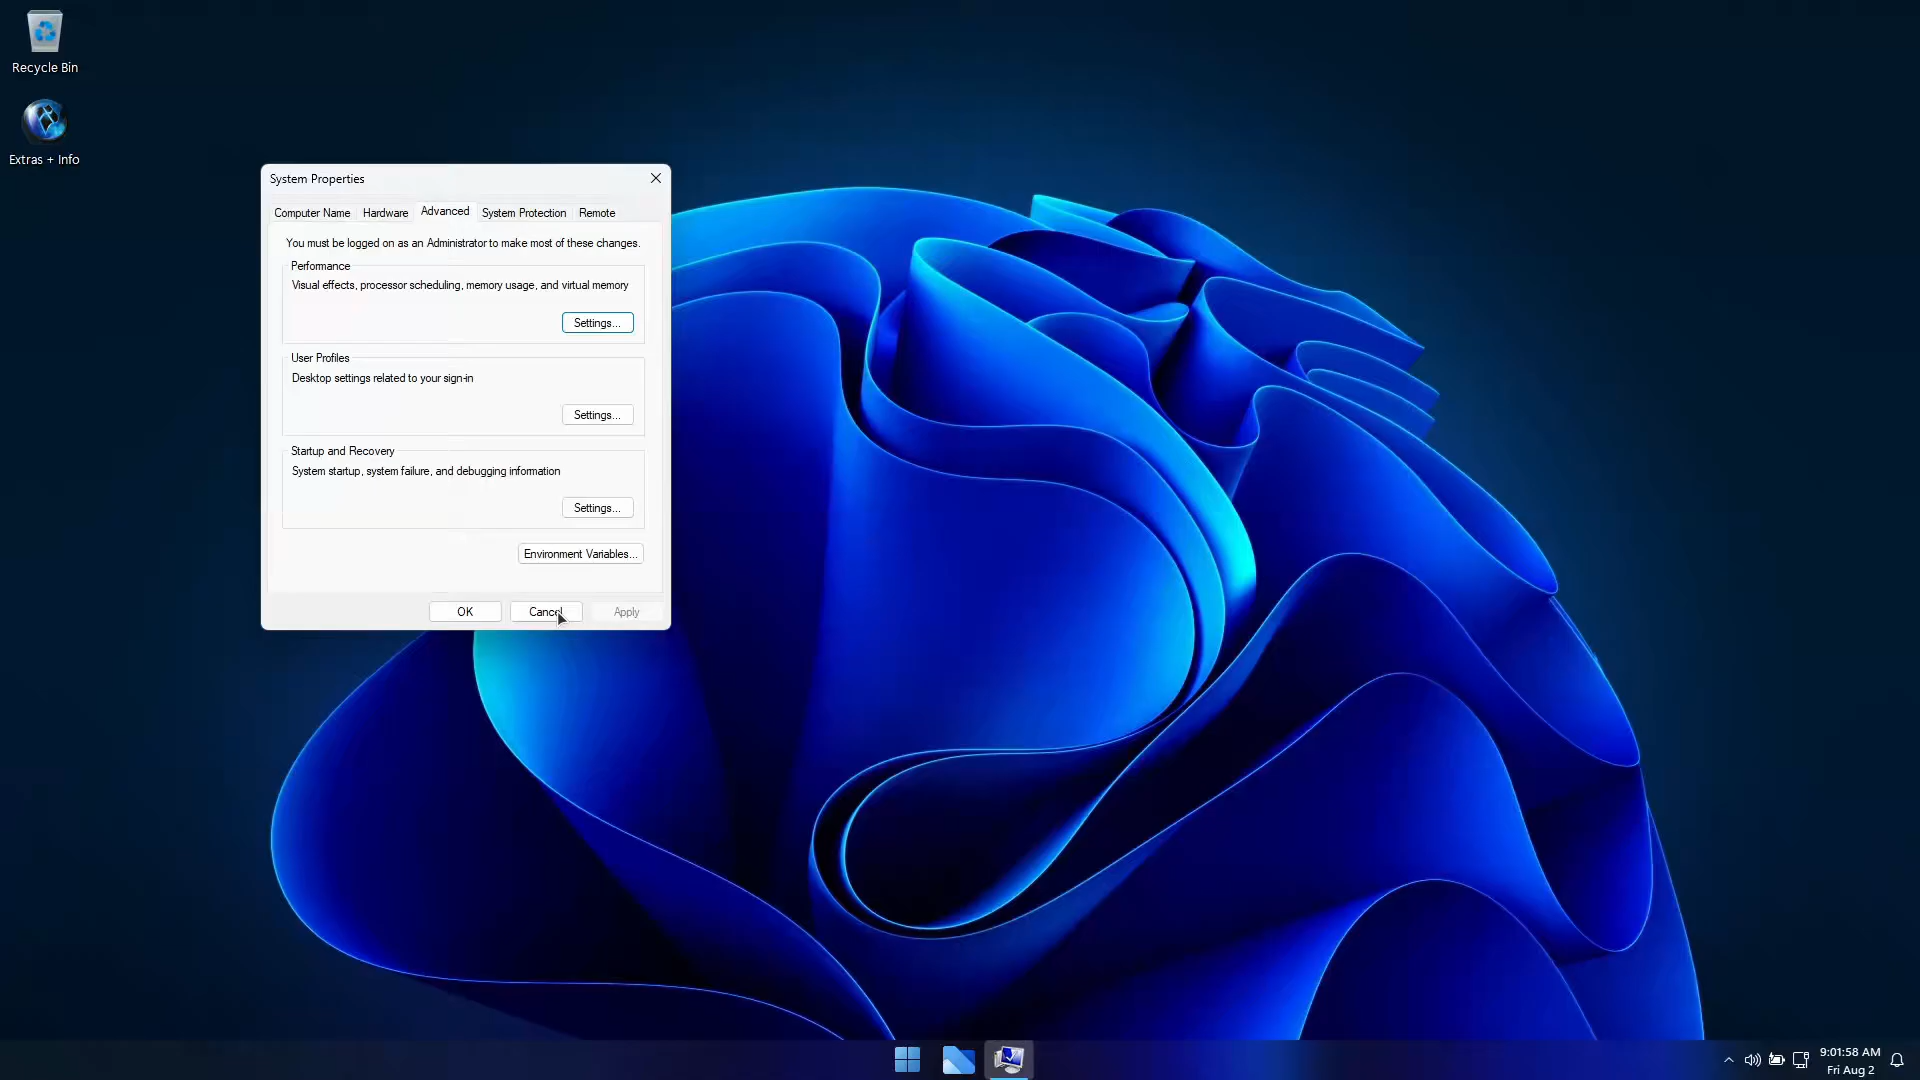 Recycle Bin
Extras + Info
System Properties
Computer Name Hardware Advanced System Protection Remote
You must be logged on as an Administrator to make most of these changes.
Performance
Visual effects, processor scheduling, memory usage, and virtual memory
Settings...
User Profiles
Desktop settings related to your sign-in
Settings...
Startup and Recovery
System startup, system failure, and debugging information
Settings...
Environment Variables...
OK Cancel Apply
9:01:58 AM
Fri Aug 2